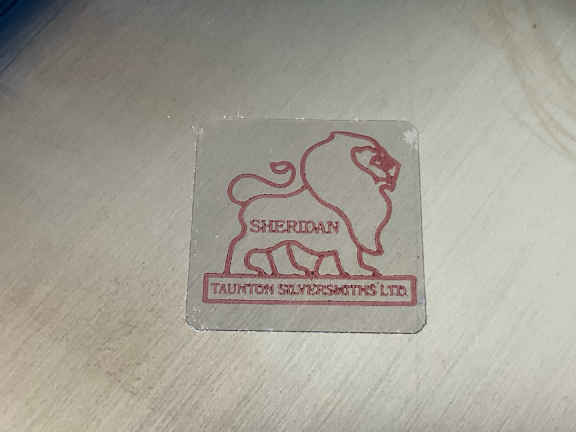 SHERIDAN
TAUNTON SILVERSMITHS LTD.